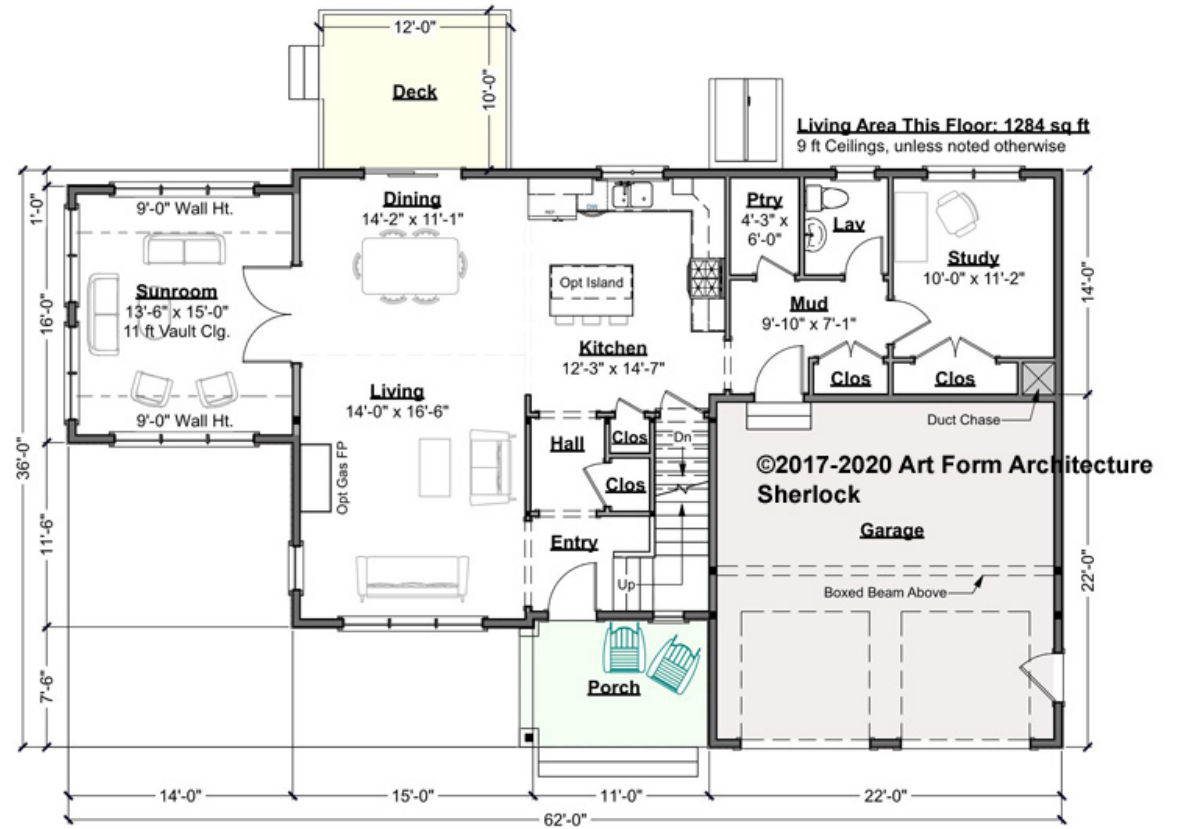 12'-0"
Deck
10'-0"
Living Area This Floor: 1284 sq ft
9 ft Ceilings, unless noted otherwise
1'-0"
9'-0" Wall Ht.
Dining
14'-2" x 11'-1"
REF
DW
Ptry
4'-3" x
6'-0"
Lav
Study
10'-0" x 11'-2"
14'-0"
Sunroom
13'-6" x 15'-0"
11 ft Vault Clg.
16'-0"
Opt Island
Mud
9'-10" x 7'-1"
Kitchen
12'-3" x 14'-7"
Living
14'-0" x 16'-6"
Clos
Clos
9'-0" Wall Ht.
Duct Chase
36'-0"
Opt Gas FP
Hall
Clos
Dn
Clos
©2017-2020 Art Form Architecture
Sherlock
Garage
11'-6"
Entry
Up
22'-0"
Boxed Beam Above
7'-6"
Porch
14'-0"
15'-0"
11'-0"
22'-0"
62'-0"